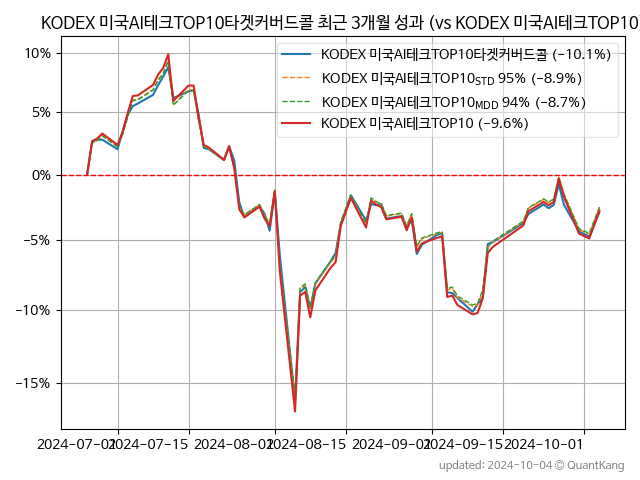 KODEX 미국AI테크TOP10타겟커버드콜 최근 3개월 성과 (vs KODEX 미국AI테크TOP10)
KODEX 미국AI테크TOP10타겟커버드콜 (−10.1%)
KODEX 미국AI테크TOP10STD 95% (−8.9%)
KODEX 미국AI테크TOP10MDD 94% (−8.7%)
KODEX 미국AI테크TOP10 (−9.6%)
10%
5%
0%
−5%
−10%
−15%
2024-07-01
2024-07-15
2024-08-01
2024-08-15
2024-09-01
2024-09-15
2024-10-01
updated: 2024-10-04 © QuantKang